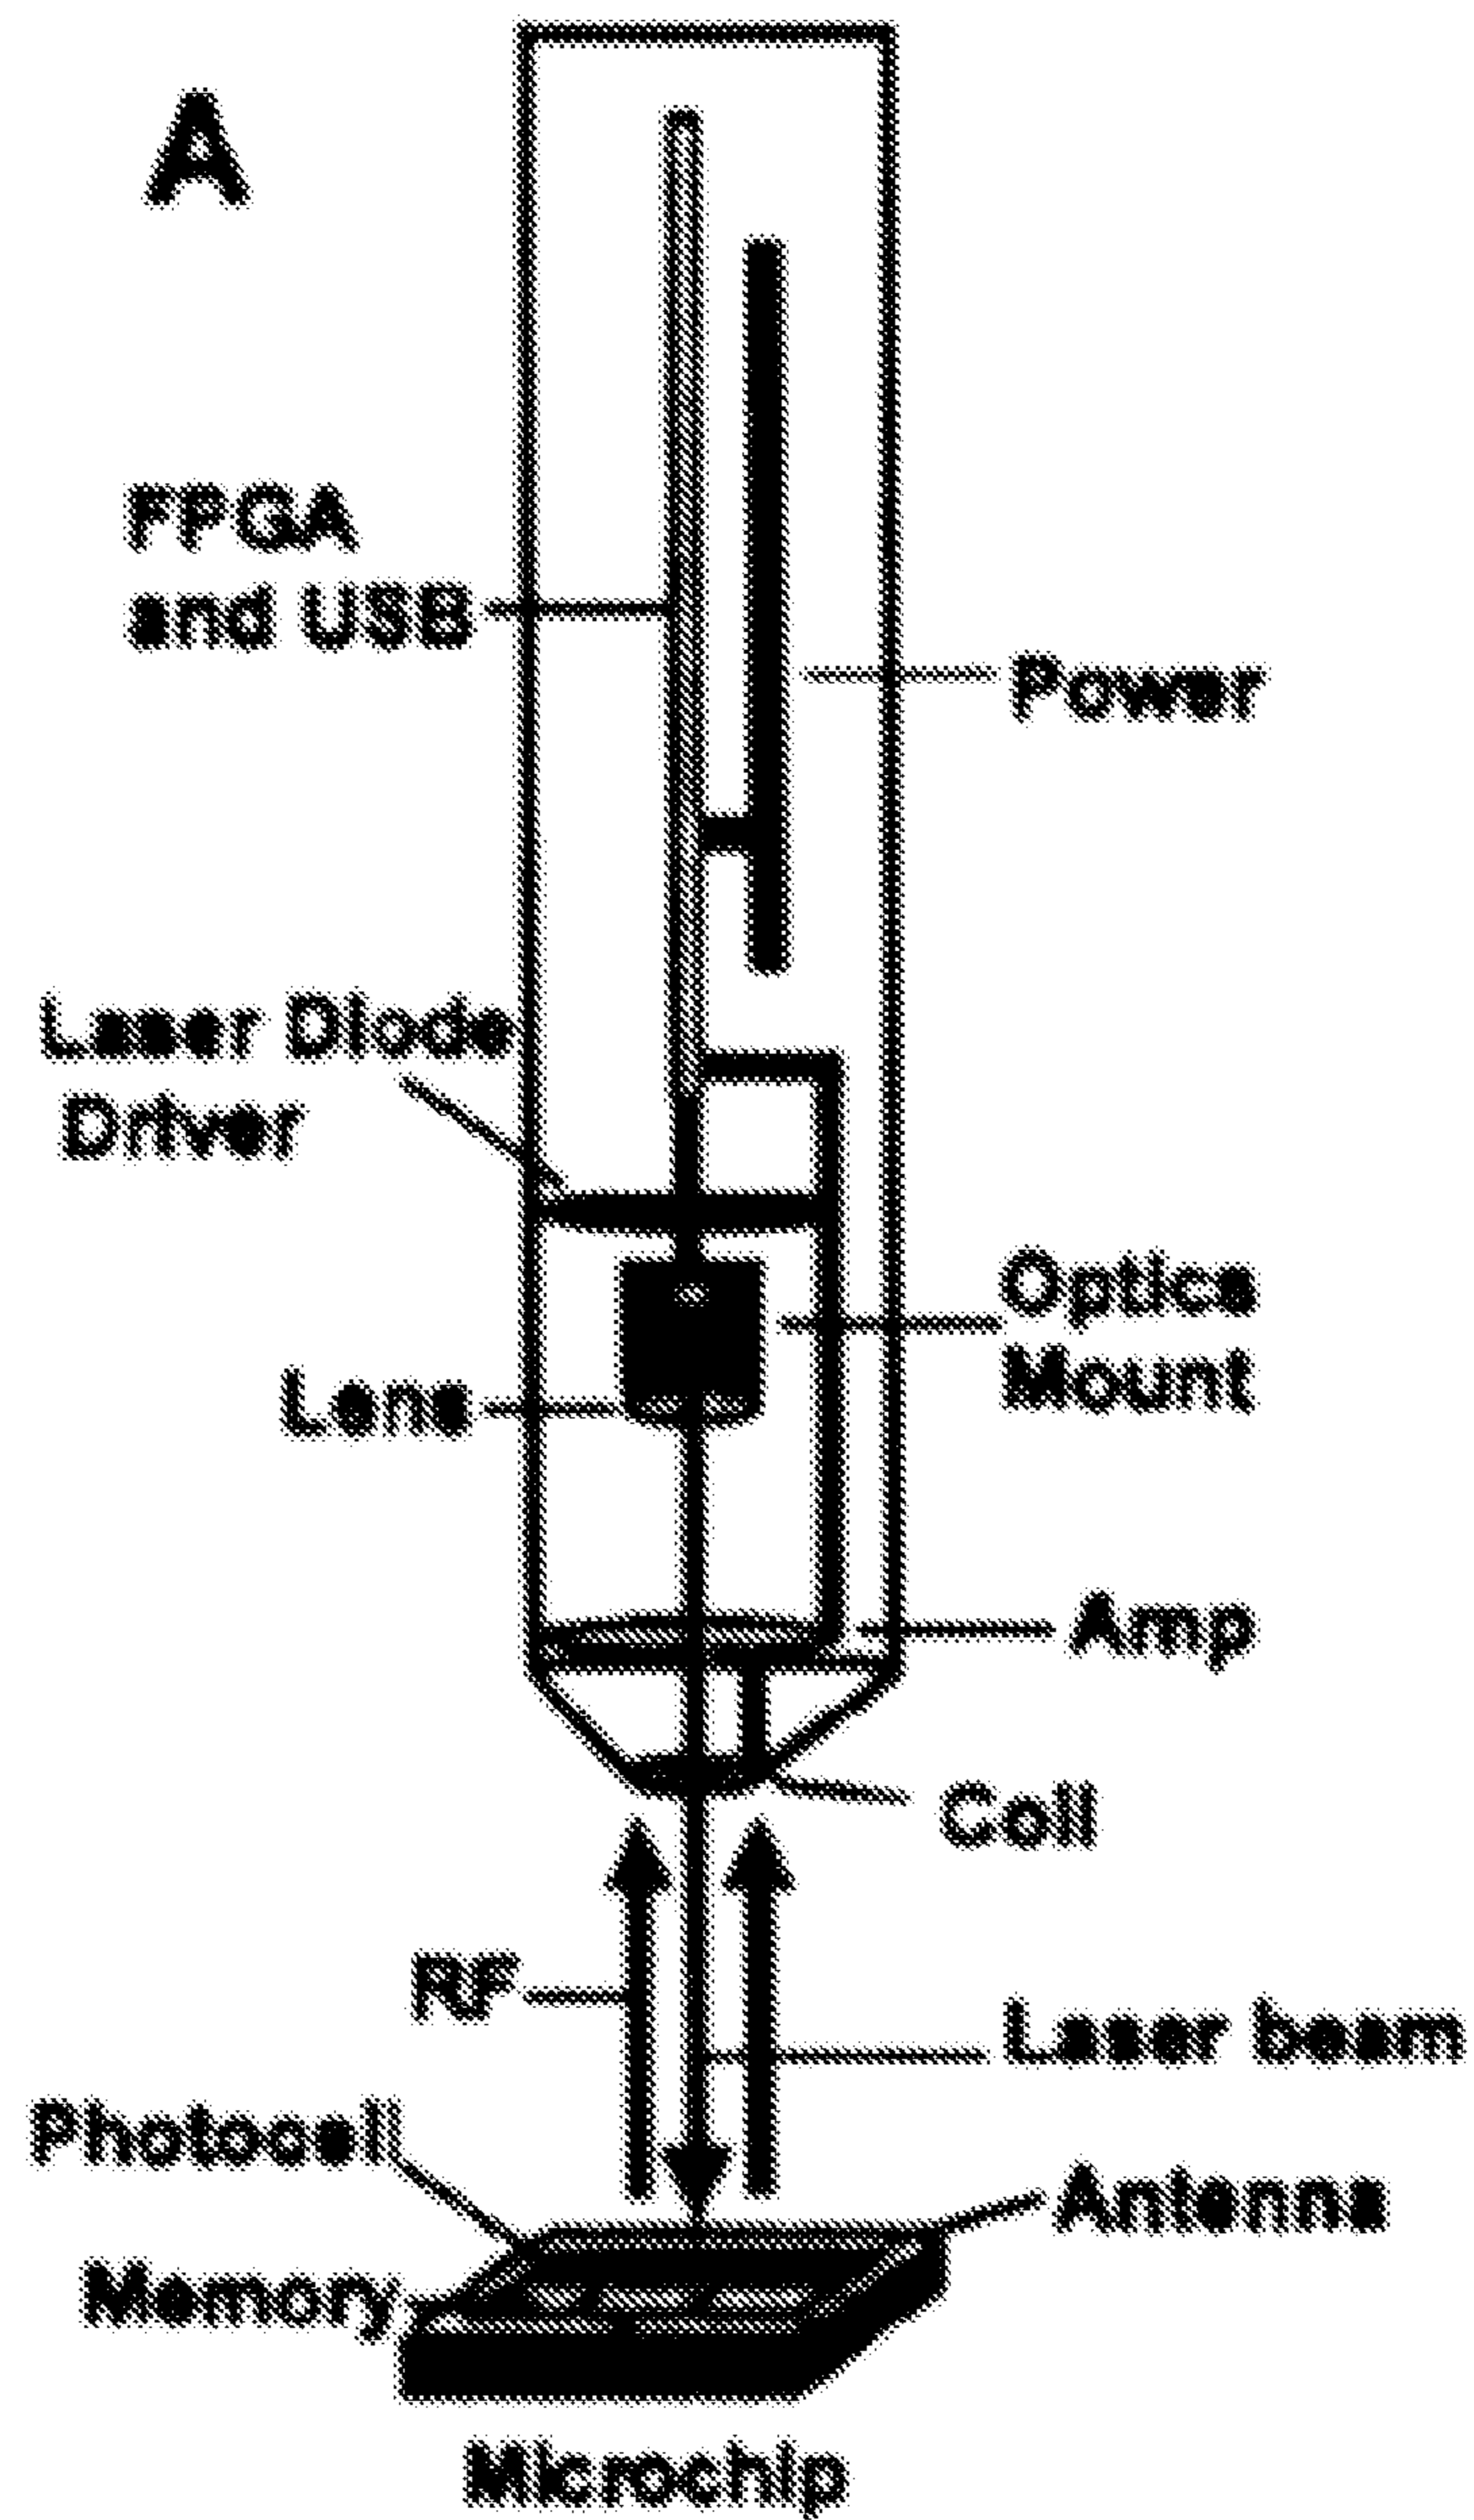 A
FPGA
and USB
Power
Laser Diode
Driver
Optics
Mount
Lens
Amp
Coil
RF
Laser beam
Photocell
Antenna
Memory
Microchip